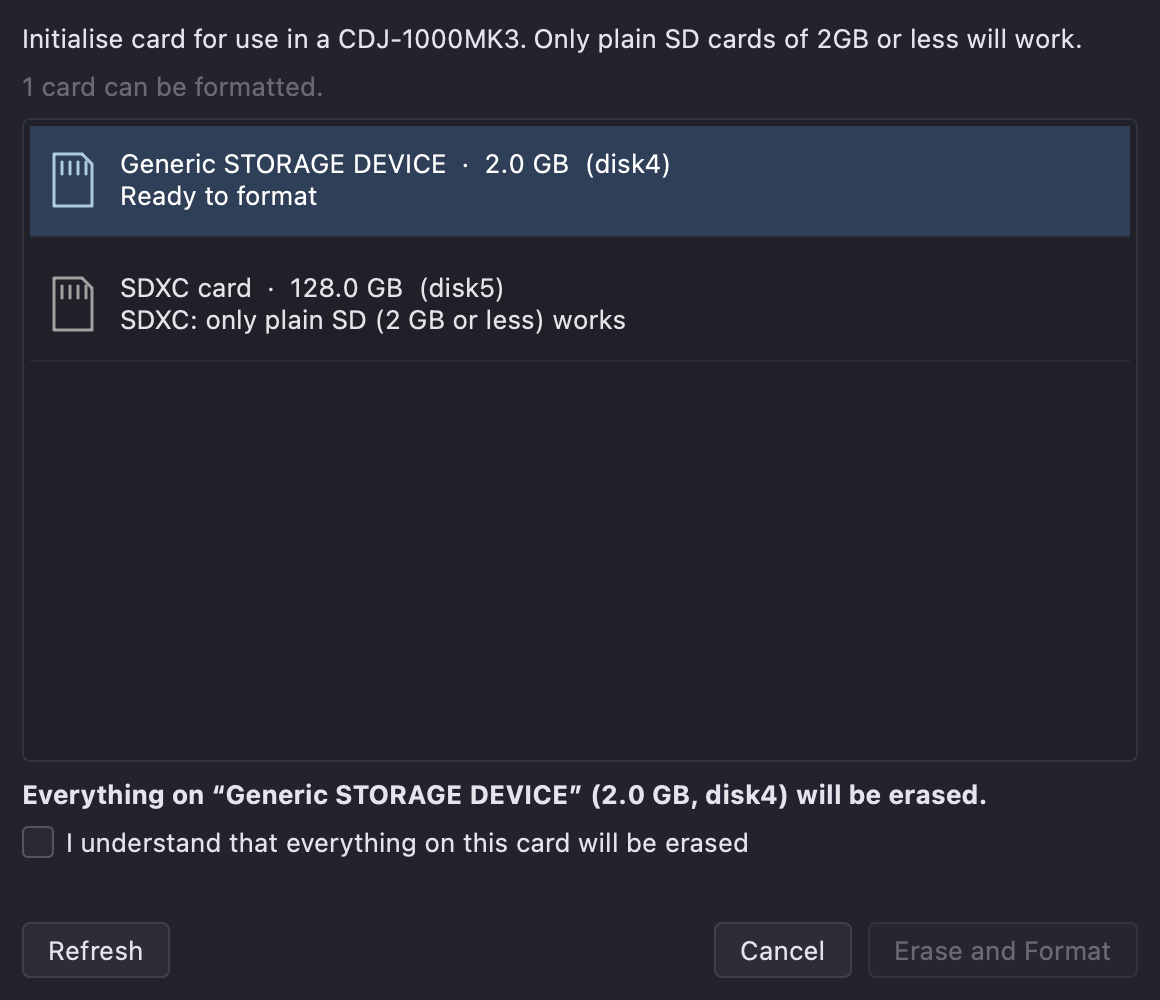 Initialise card for use in a CDJ-1000MK3. Only plain SD cards of 2GB or less will work.
1 card can be formatted.
Generic STORAGE DEVICE · 2.0 GB (disk4)
Ready to format
SDXC card · 128.0 GB (disk5)
SDXC: only plain SD (2 GB or less) works
Everything on “Generic STORAGE DEVICE” (2.0 GB, disk4) will be erased.
I understand that everything on this card will be erased
Refresh Cancel Erase and Format